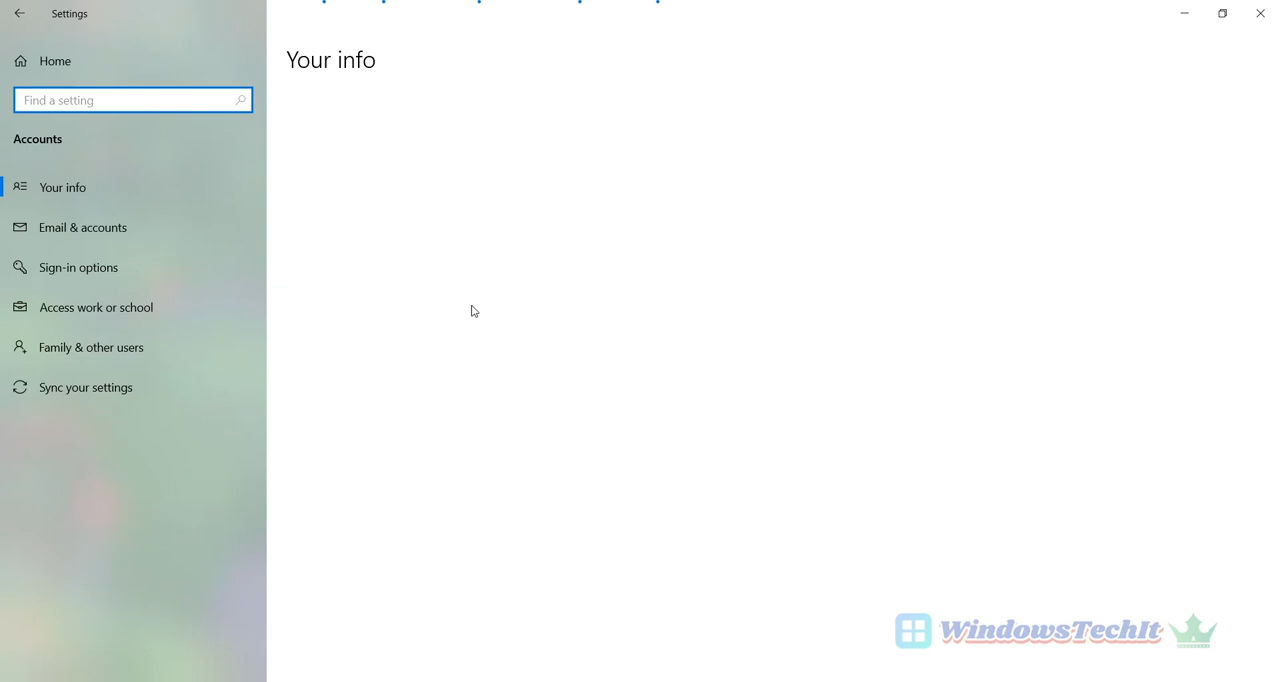 Settings
Home
Find a setting
Accounts
Your info
Email & accounts
Sign-in options
Access work or school
Family & other users
Sync your settings
Your info
WindowsTechIt